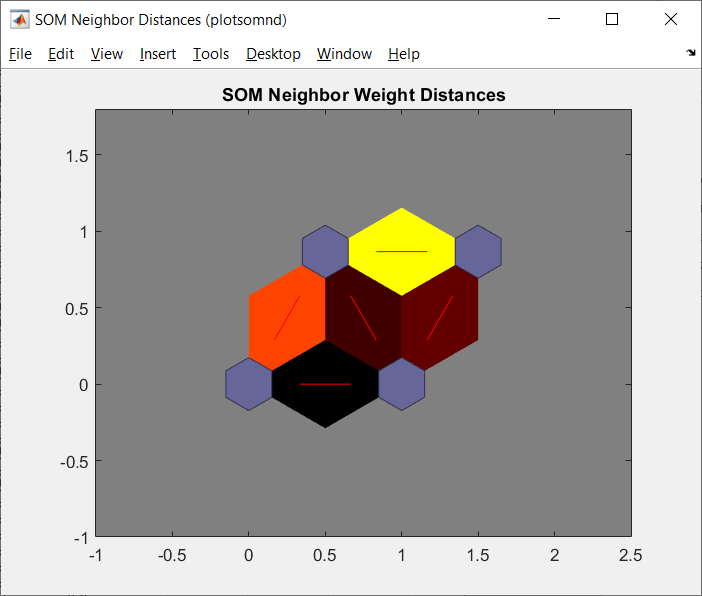 SOM Neighbor Distances (plotsomnd)
File Edit View Insert Tools Desktop Window Help
SOM Neighbor Weight Distances
1.5
1
0.5
0
-0.5
-1
-1 -0.5 0 0.5 1 1.5 2 2.5